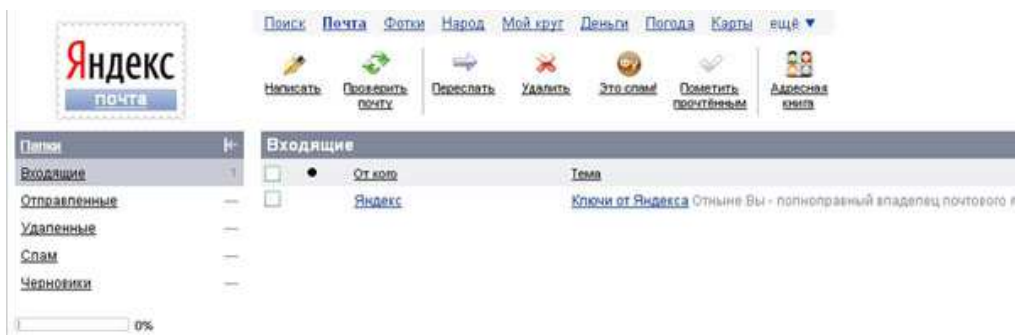 Поиск Почта Фотки Народ Мой круг Деньги Погода Карты ещё ▼
Яндекс
почта
Написать Проверить почту Переслать Удалить Это спам! Пометить прочтённым Адресная книга
Папки
Входящие 1
Отправленные —
Удаленные —
Спам —
Черновики —
0%
Входящие
От кого Тема
Яндекс Ключи от Яндекса Отныне Вы - полноправный владелец почтового